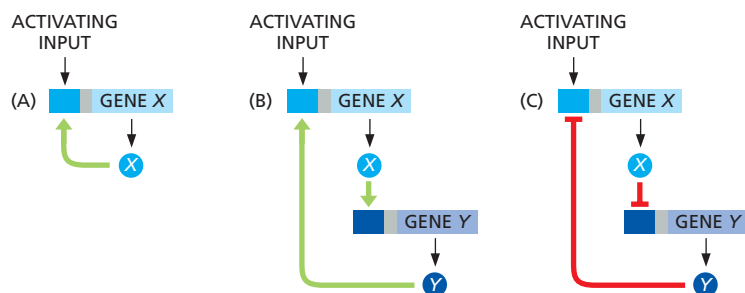 ACTIVATING INPUT
(A) GENE X
X
ACTIVATING INPUT
(B) GENE X
X
GENE Y
Y
ACTIVATING INPUT
(C) GENE X
X
GENE Y
Y